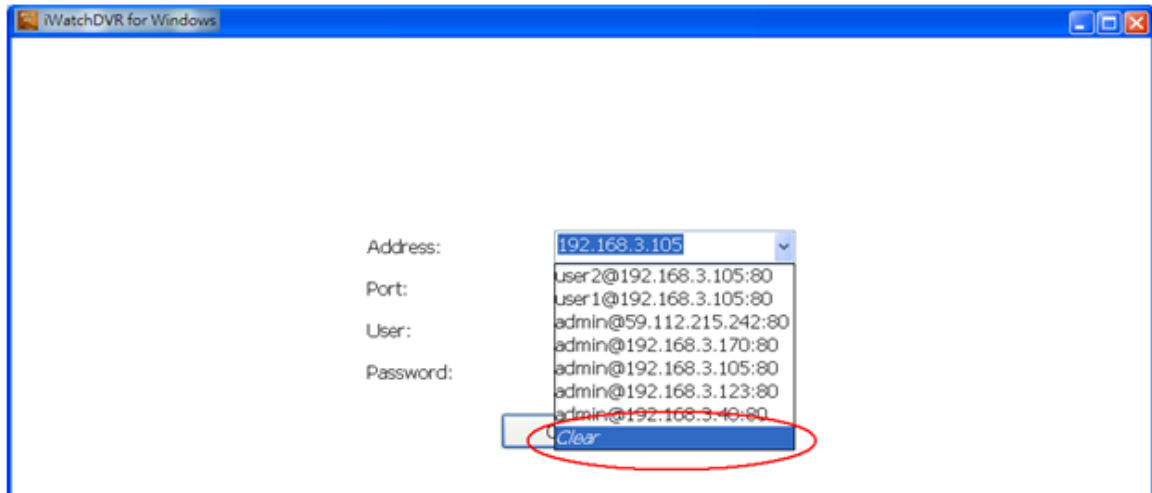 iWatchDVR for Windows
Address:
192.168.3.105
Port:
User:
Password:
user2@192.168.3.105:80
user1@192.168.3.105:80
admin@59.112.215.242:80
admin@192.168.3.170:80
admin@192.168.3.105:80
admin@192.168.3.123:80
admin@192.168.3.40:80
Clear